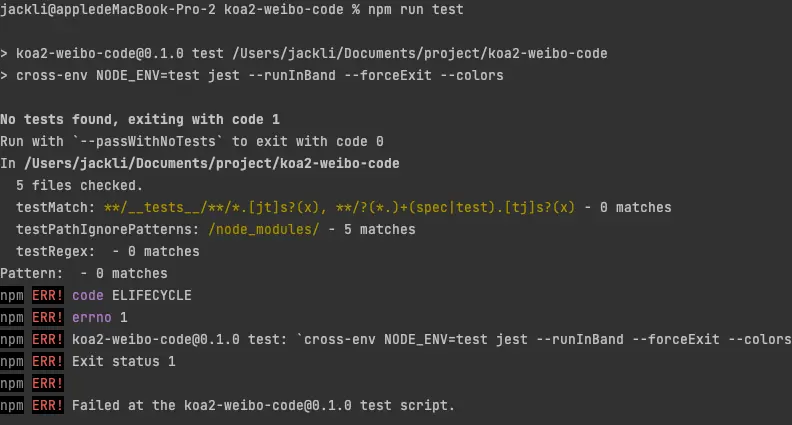 jackli@appledeMacBook-Pro-2 koa2-weibo-code % npm run test
> koa2-weibo-code@0.1.0 test /Users/jackli/Documents/project/koa2-weibo-code
> cross-env NODE_ENV=test jest --runInBand --forceExit --colors
No tests found, exiting with code 1
Run with `--passWithNoTests` to exit with code 0
In /Users/jackli/Documents/project/koa2-weibo-code
  5 files checked.
  testMatch: **/__tests__/**/*.[jt]s?(x), **/?(*.)+(spec|test).[tj]s?(x) - 0 matches
  testPathIgnorePatterns: /node_modules/ - 5 matches
  testRegex:  - 0 matches
Pattern:  - 0 matches
npm ERR! code ELIFECYCLE
npm ERR! errno 1
npm ERR! koa2-weibo-code@0.1.0 test: `cross-env NODE_ENV=test jest --runInBand --forceExit --colors
npm ERR! Exit status 1
npm ERR!
npm ERR! Failed at the koa2-weibo-code@0.1.0 test script.